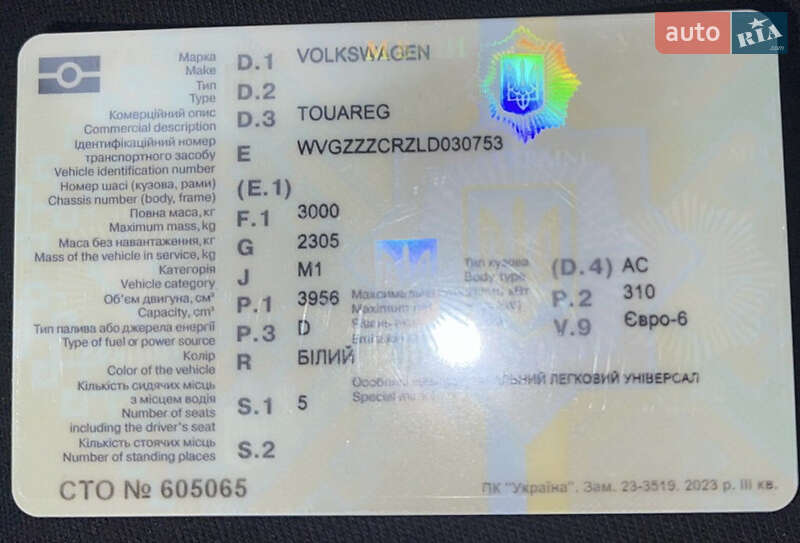 auto RIA.com
Марка D.1 VOLKSWAGEN
Make
Тип D.2
Type
Комерційний опис D.3 TOUAREG
Commercial description
Ідентифікаційний номер
транспортного засобу E WVGZZZCRZLD030753
Vehicle identification number
Номер шасі (кузова, рами) (E.1)
Chassis number (body, frame)
Повна маса, кг F.1 3000
Maximum mass, kg
Маса без навантаження, кг G 2305
Mass of the vehicle in service, kg
Тип кузова (D.4) AC
Body type
Категорія J M1
Vehicle category
Об'єм двигуна, см³ P.1 3956
Capacity, cm³
P.2 310
Maximum
Тип палива або джерела енергії P.3 D
Type of fuel or power source
V.9 Євро-6
Колір R БІЛИЙ
Color of the vehicle
ЛЕГКОВИЙ УНІВЕРСАЛ
Special
Кількість сидячих місць
з місцем водія S.1 5
Number of seats
including the driver's seat
Кількість стоячих місць S.2
Number of standing places
СТО № 605065
ПК "Україна". Зам. 23-3519. 2023 р. III кв.